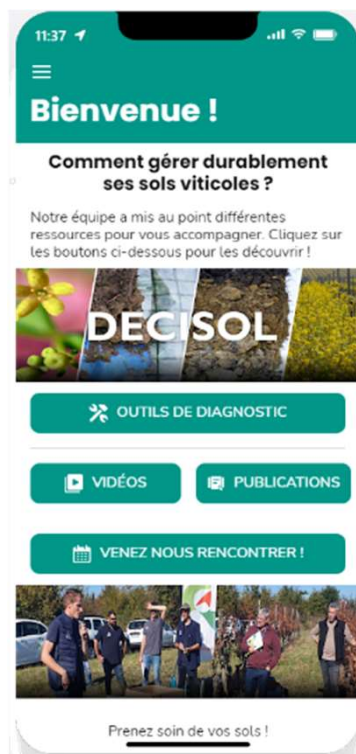 11:37
Bienvenue !
Comment gérer durablement
ses sols viticoles ?
Notre équipe a mis au point différentes
ressources pour vous accompagner. Cliquez sur
les boutons ci-dessous pour les découvrir !
DECISOL
OUTILS DE DIAGNOSTIC
VIDÉOS
PUBLICATIONS
VENEZ NOUS RENCONTRER !
Prenez soin de vos sols !